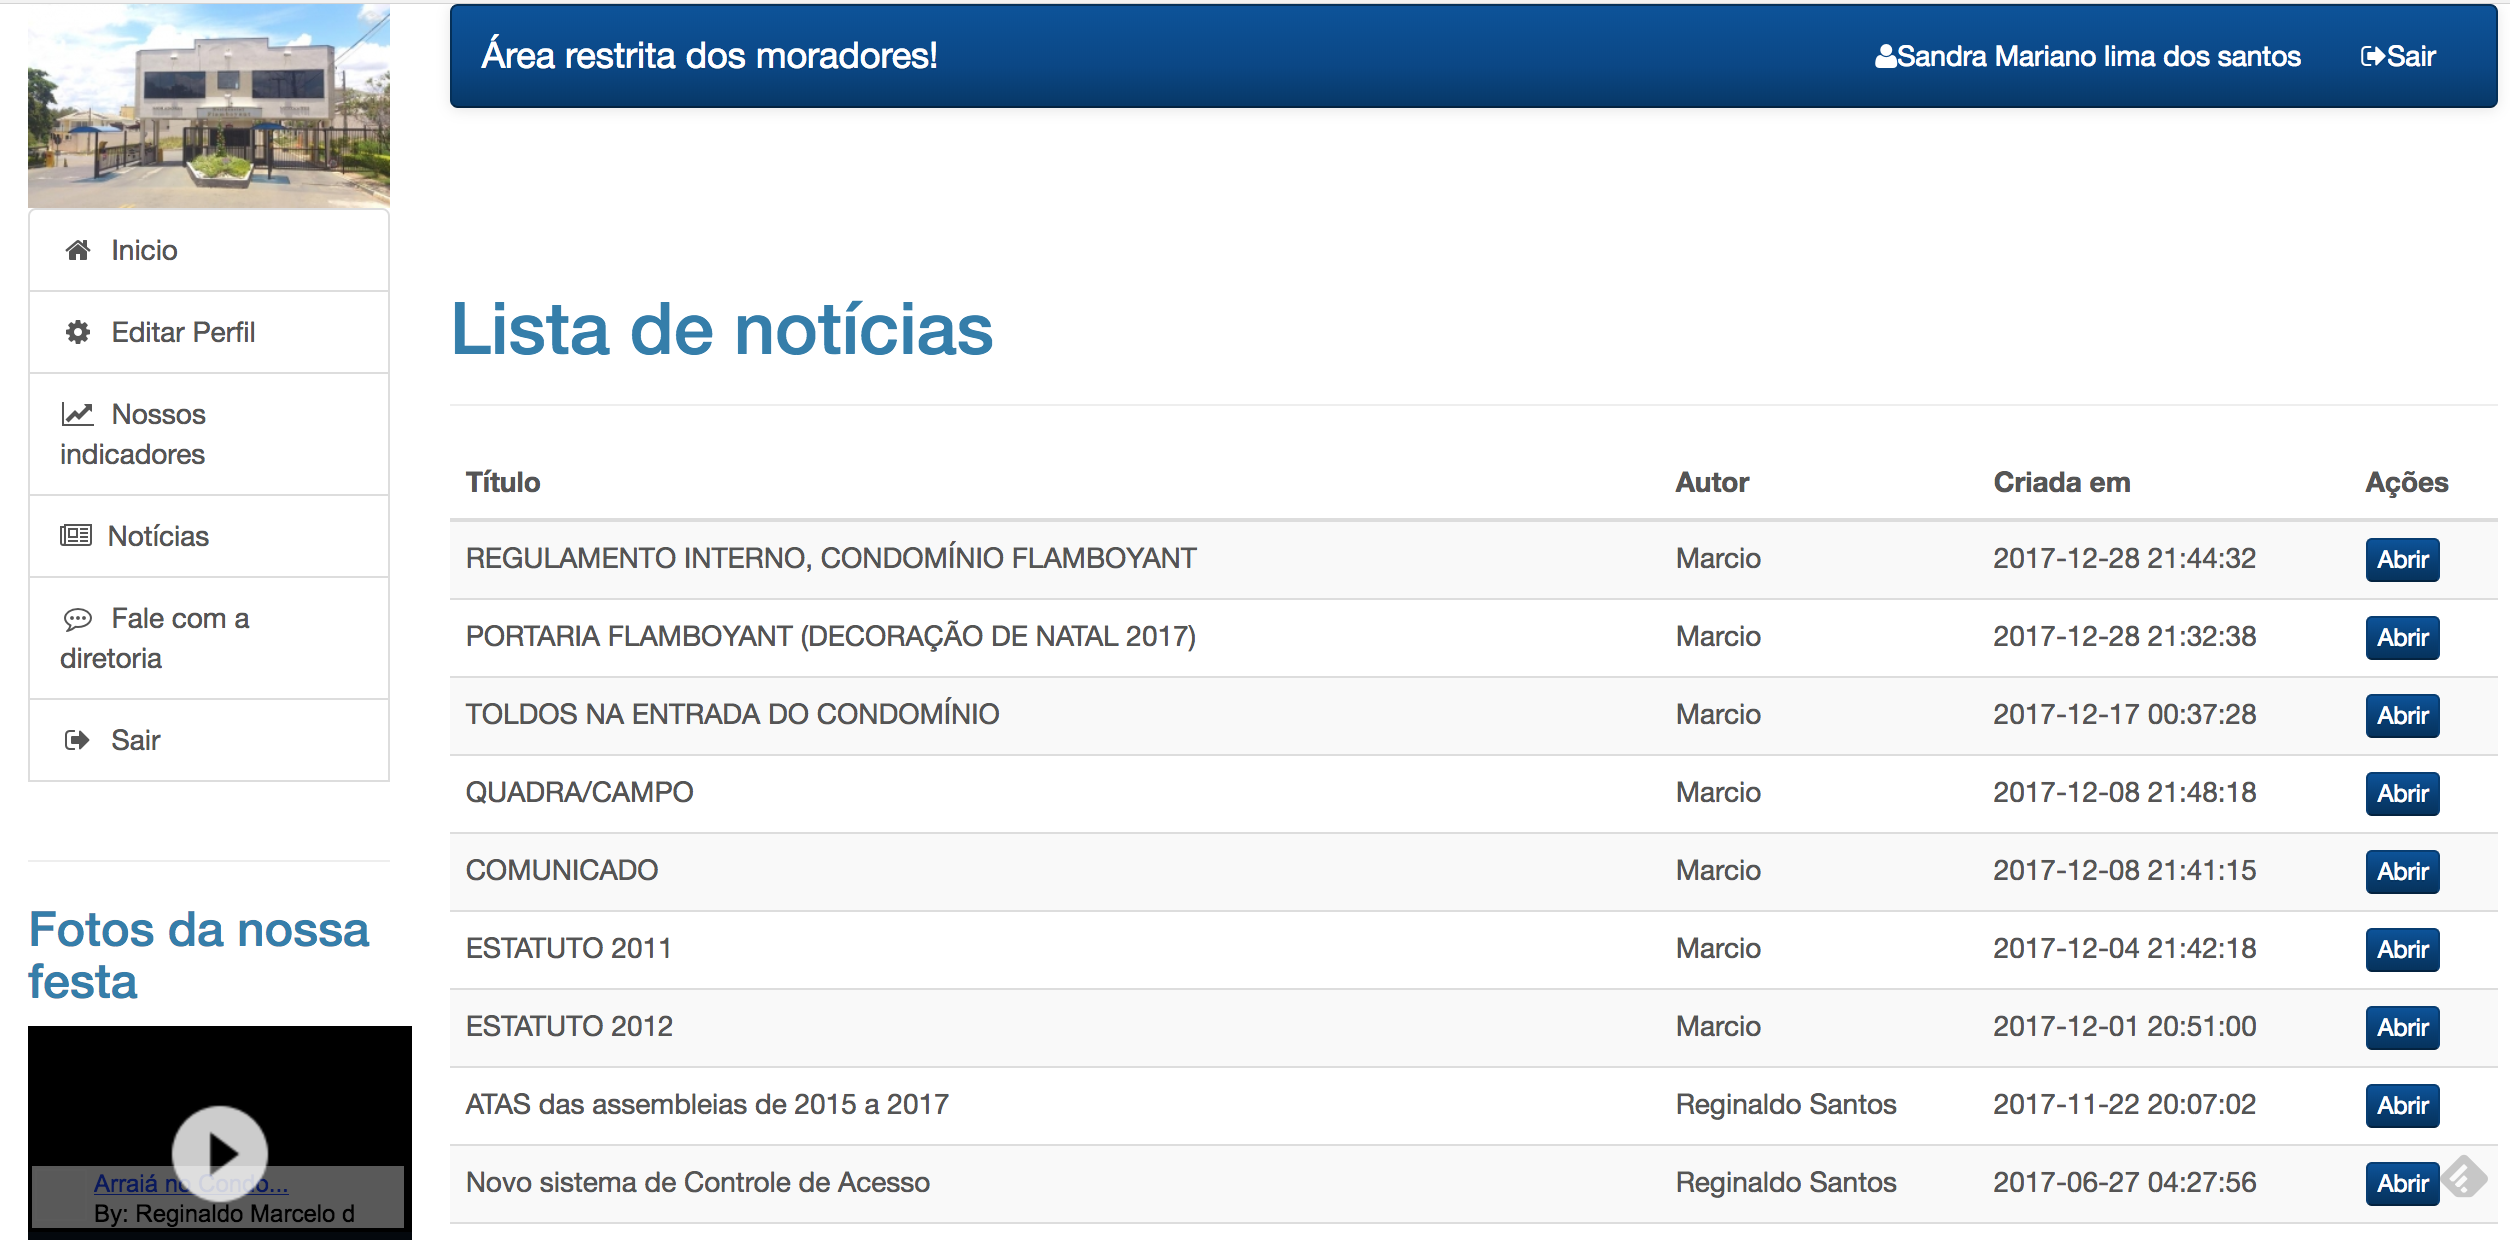 Área restrita dos moradores!
Sandra Mariano lima dos santos
Sair
Flamboyant
Inicio
Editar Perfil
Nossos
indicadores
Notícias
Fale com a
diretoria
Sair
Fotos da nossa
festa
Arraiá no Condo...
By: Reginaldo Marcelo d
Lista de notícias
Título Autor Criada em Ações
REGULAMENTO INTERNO, CONDOMÍNIO FLAMBOYANT Marcio 2017-12-28 21:44:32 Abrir
PORTARIA FLAMBOYANT (DECORAÇÃO DE NATAL 2017) Marcio 2017-12-28 21:32:38 Abrir
TOLDOS NA ENTRADA DO CONDOMÍNIO Marcio 2017-12-17 00:37:28 Abrir
QUADRA/CAMPO Marcio 2017-12-08 21:48:18 Abrir
COMUNICADO Marcio 2017-12-08 21:41:15 Abrir
ESTATUTO 2011 Marcio 2017-12-04 21:42:18 Abrir
ESTATUTO 2012 Marcio 2017-12-01 20:51:00 Abrir
ATAS das assembleias de 2015 a 2017 Reginaldo Santos 2017-11-22 20:07:02 Abrir
Novo sistema de Controle de Acesso Reginaldo Santos 2017-06-27 04:27:56 Abrir